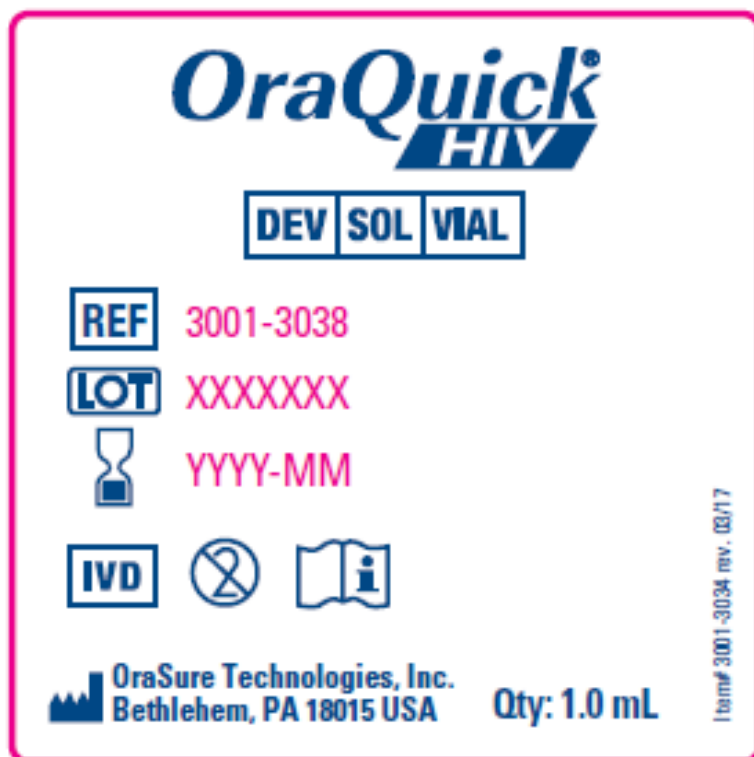 OraQuick®
HIV
DEV SOL VIAL
REF 3001-3038
LOT XXXXXXX
YYYY-MM
IVD 2 i
OraSure Technologies, Inc.
Bethlehem, PA 18015 USA
Qty: 1.0 mL
Item# 3001-3034 rev. 03/17